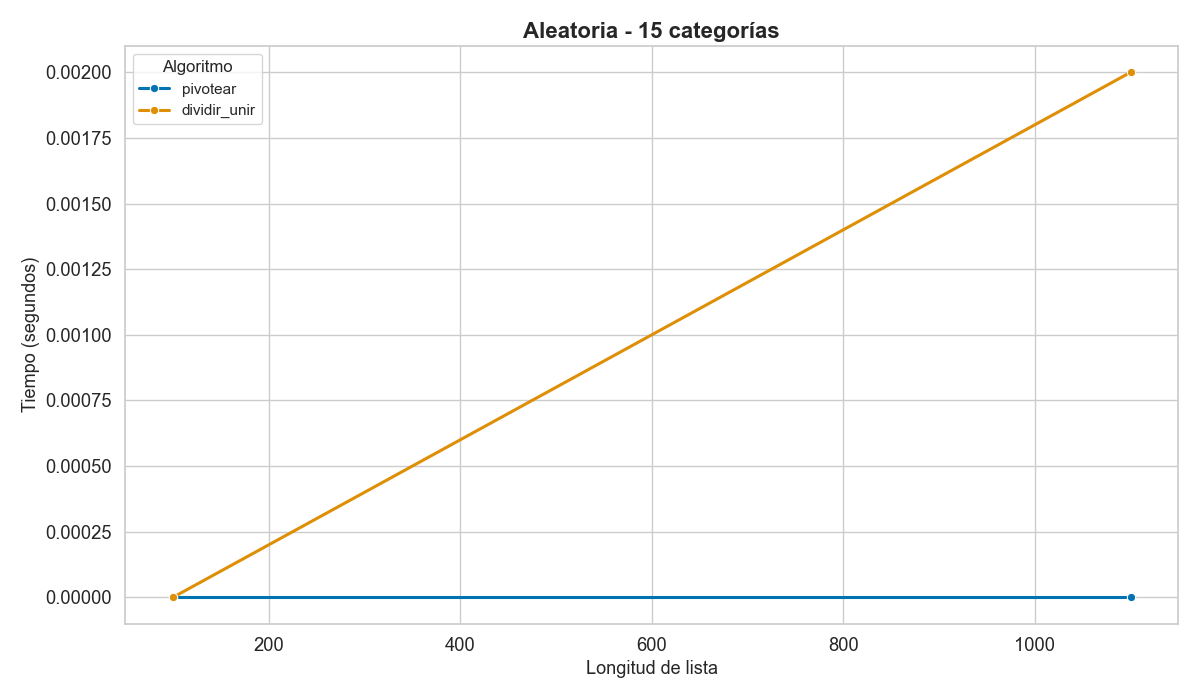 Aleatoria - 15 categorías
Algoritmo
pivotear
dividir_unir
Tiempo (segundos)
0.00200
0.00175
0.00150
0.00125
0.00100
0.00075
0.00050
0.00025
0.00000
200 400 600 800 1000
Longitud de lista